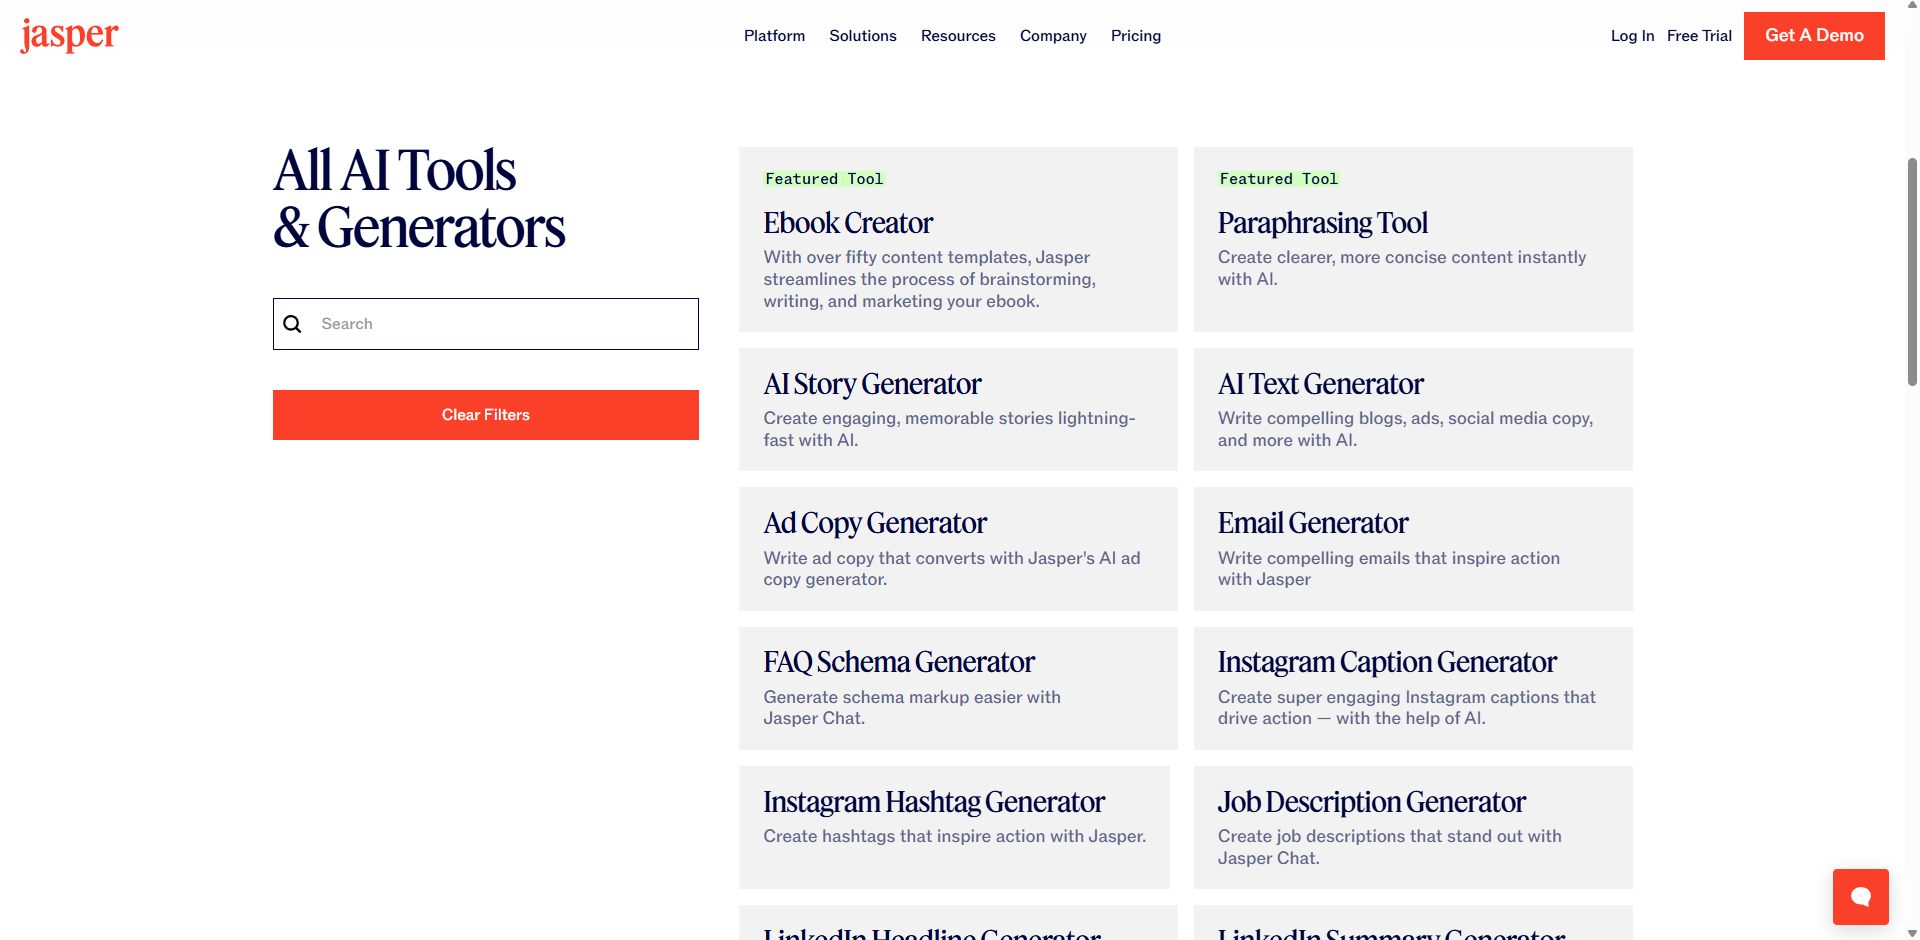 jasper
Platform
Solutions
Resources
Company
Pricing
Log In
Free Trial
Get A Demo
All AI Tools
& Generators
Search
Clear Filters
Featured Tool
Ebook Creator
With over fifty content templates, Jasper
streamlines the process of brainstorming,
writing, and marketing your ebook.
Featured Tool
Paraphrasing Tool
Create clearer, more concise content instantly
with AI.
AI Story Generator
Create engaging, memorable stories lightning-
fast with AI.
AI Text Generator
Write compelling blogs, ads, social media copy,
and more with AI.
Ad Copy Generator
Write ad copy that converts with Jasper's AI ad
copy generator.
Email Generator
Write compelling emails that inspire action
with Jasper
FAQ Schema Generator
Generate schema markup easier with
Jasper Chat.
Instagram Caption Generator
Create super engaging Instagram captions that
drive action — with the help of AI.
Instagram Hashtag Generator
Create hashtags that inspire action with Jasper.
Job Description Generator
Create job descriptions that stand out with
Jasper Chat.
LinkedIn Headline Generator
LinkedIn Summary Generator